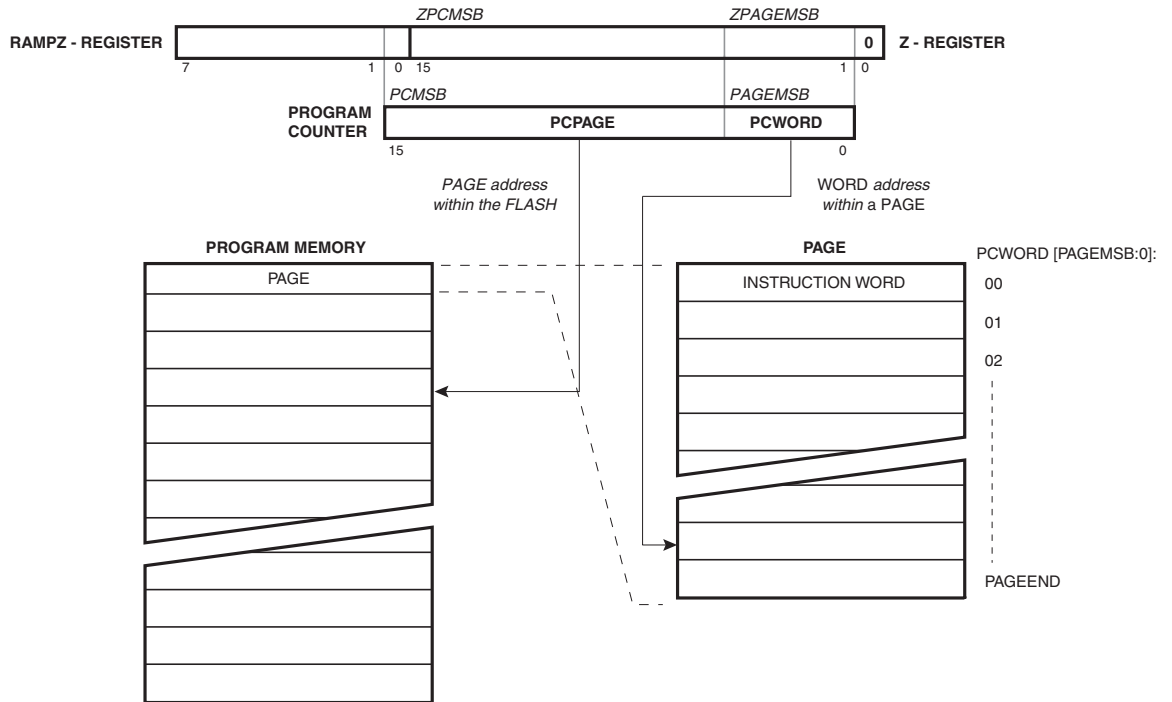 ZPCMSB ZPAGEMSB
RAMPZ - REGISTER 0 Z - REGISTER
7 1 0 15 1 0
PCMSB PAGEMSB
PROGRAM
COUNTER
PCPAGE PCWORD
15 0
PAGE address
within the FLASH
WORD address
within a PAGE
PROGRAM MEMORY
PAGE
PAGE
INSTRUCTION WORD
PCWORD [PAGEMSB:0]:
00
01
02
PAGEEND